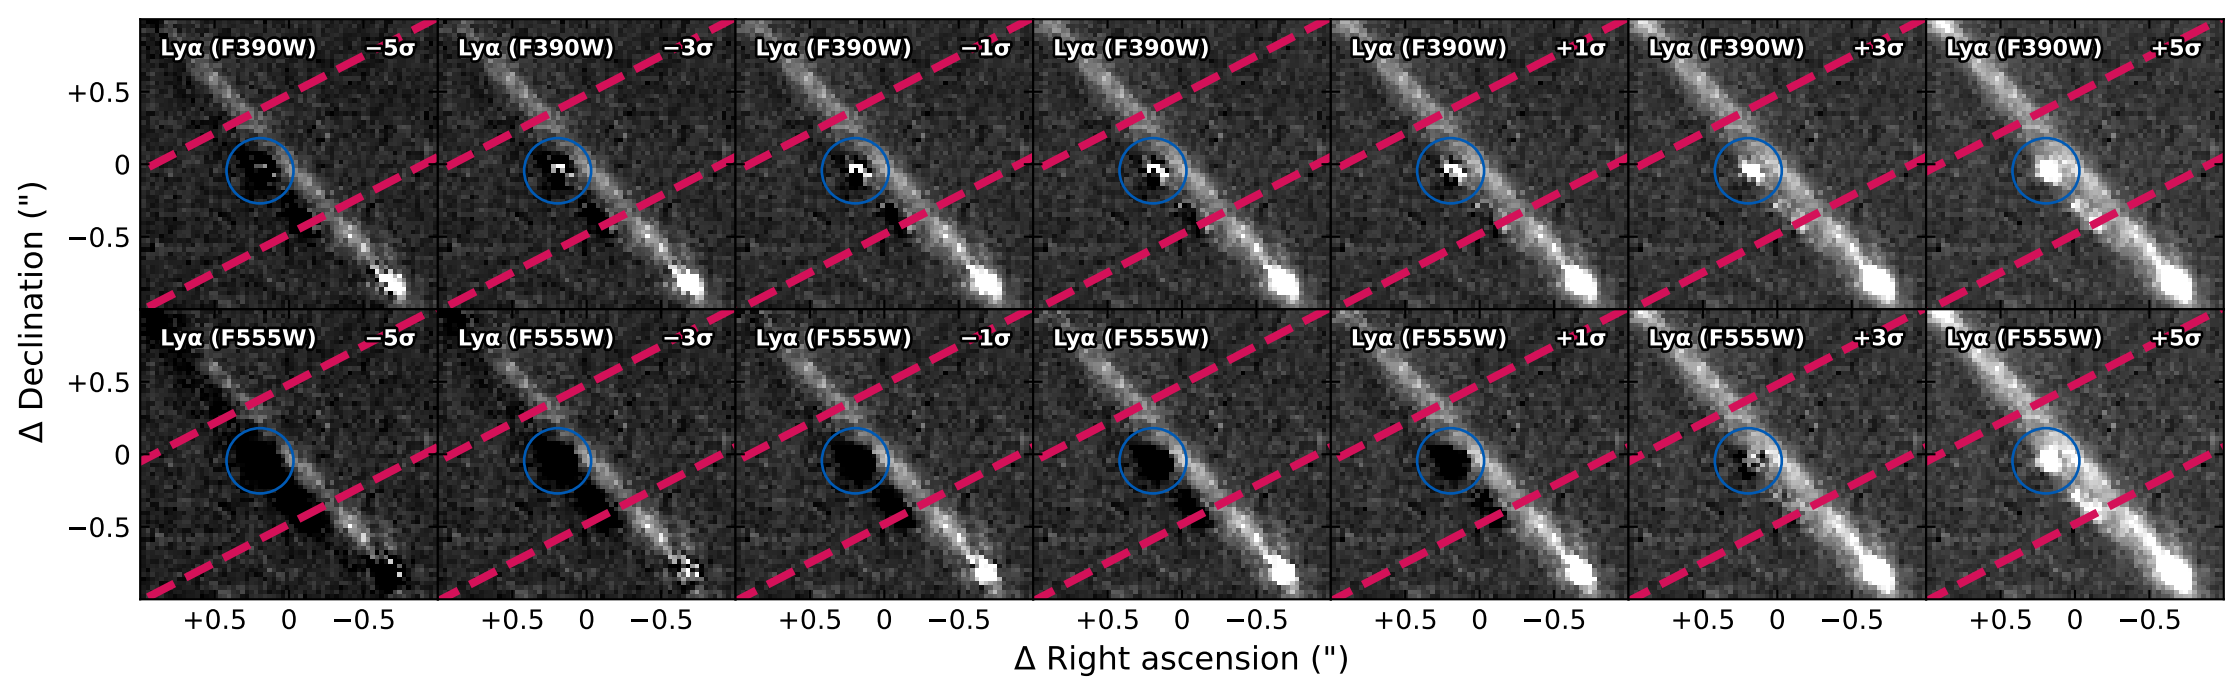 Lyα (F390W) −5σ Lyα (F390W) −3σ Lyα (F390W) −1σ Lyα (F390W) Lyα (F390W) +1σ Lyα (F390W) +3σ Lyα (F390W) +5σ
+0.5
0
−0.5
Lyα (F555W) −5σ Lyα (F555W) −3σ Lyα (F555W) −1σ Lyα (F555W) Lyα (F555W) +1σ Lyα (F555W) +3σ Lyα (F555W) +5σ
+0.5
0
−0.5
Δ Declination (")
+0.5 0 −0.5 +0.5 0 −0.5 +0.5 0 −0.5 +0.5 0 −0.5 +0.5 0 −0.5 +0.5 0 −0.5 +0.5 0 −0.5
Δ Right ascension (")